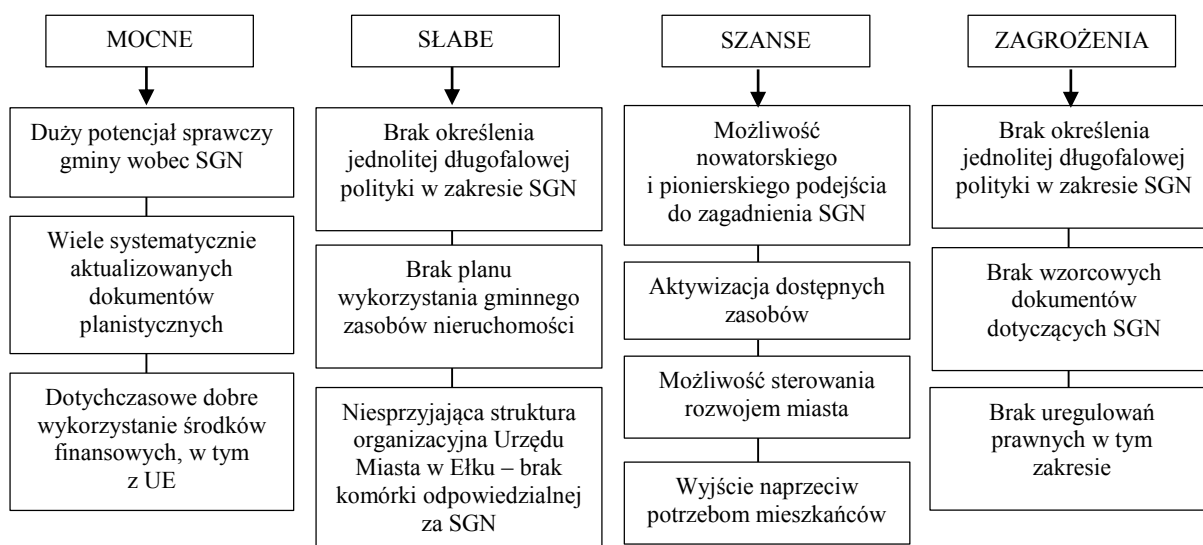 MOCNE
Duży potencjał sprawczy
gminy wobec SGN
Wiele systematycznie
aktualizowanych
dokumentów
planistycznych
Dotychczasowe dobre
wykorzystanie środków
finansowych, w tym
z UE
SŁABE
Brak określenia
jednolitej długofalowej
polityki w zakresie SGN
Brak planu
wykorzystania gminnego
zasobów nieruchomości
Niesprzyjająca struktura
organizacyjna Urzędu
Miasta w Ełku – brak
komórki odpowiedzialnej
za SGN
SZANSE
Możliwość
nowatorskiego
i pionierskiego podejścia
do zagadnienia SGN
Aktywizacja dostępnych
zasobów
Możliwość sterowania
rozwojem miasta
Wyjście naprzeciw
potrzebom mieszkańców
ZAGROŻENIA
Brak określenia
jednolitej długofalowej
polityki w zakresie SGN
Brak wzorcowych
dokumentów
dotyczących SGN
Brak uregulowań
prawnych w tym
zakresie